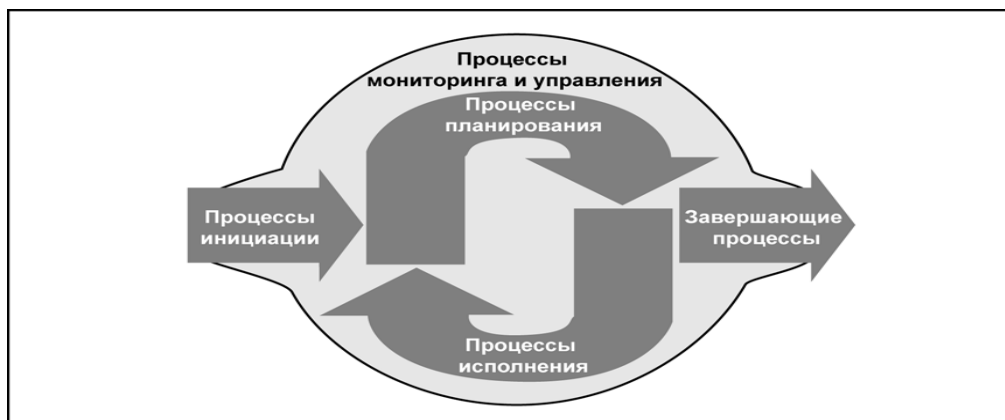 Процессы
мониторинга и управления
Процессы
планирования
Процессы
инициации
Завершающие
процессы
Процессы
исполнения